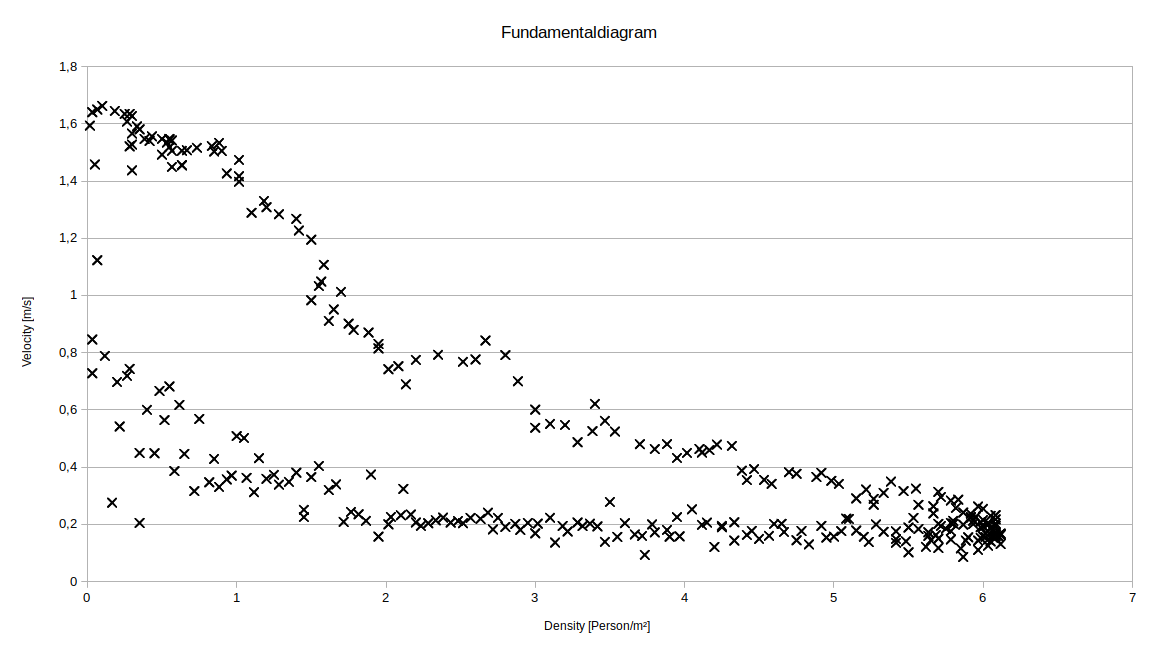 Fundamentaldiagram
1,8
1,6
1,4
1,2
1
0,8
0,6
0,4
0,2
0
Velocity [m/s]
0 1 2 3 4 5 6 7
Density [Person/m²]